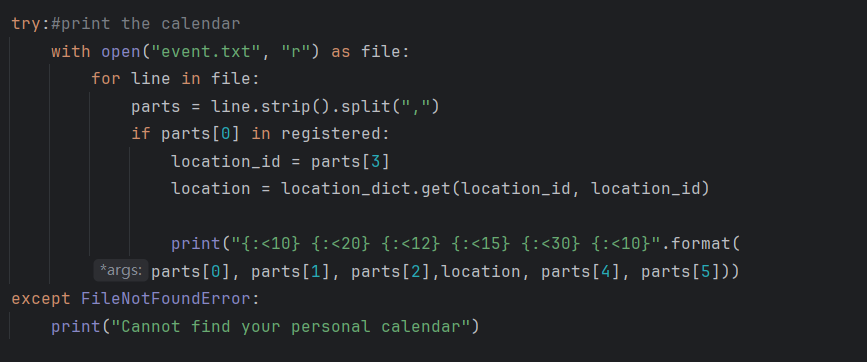 try:#print the calendar
    with open("event.txt", "r") as file:
        for line in file:
            parts = line.strip().split(",")
            if parts[0] in registered:
                location_id = parts[3]
                location = location_dict.get(location_id, location_id)

                print("{:<10} {:<20} {:<12} {:<15} {:<30} {:<10}".format(
        *args: parts[0], parts[1], parts[2],location, parts[4], parts[5]))
except FileNotFoundError:
    print("Cannot find your personal calendar")